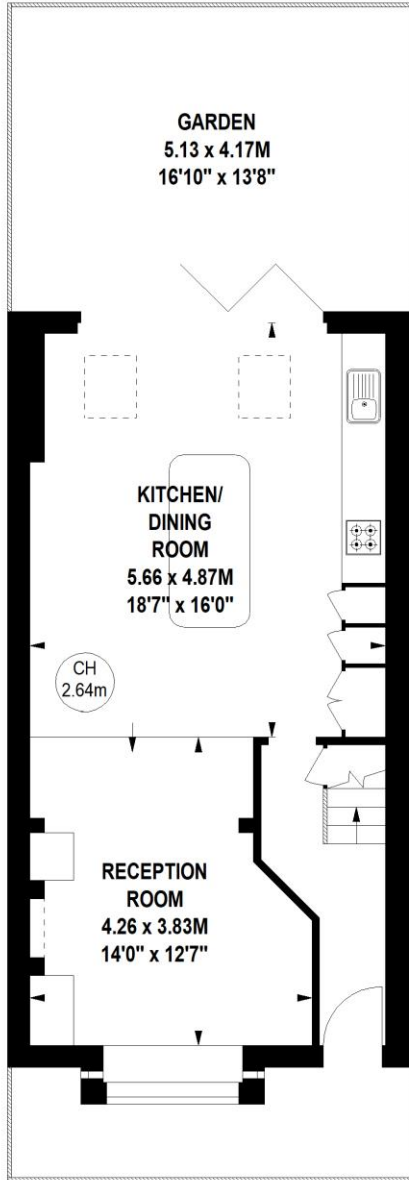 GARDEN
5.13 x 4.17M
16'10" x 13'8"
KITCHEN/
DINING
ROOM
5.66 x 4.87M
18'7" x 16'0"
CH
2.64m
RECEPTION
ROOM
4.26 x 3.83M
14'0" x 12'7"